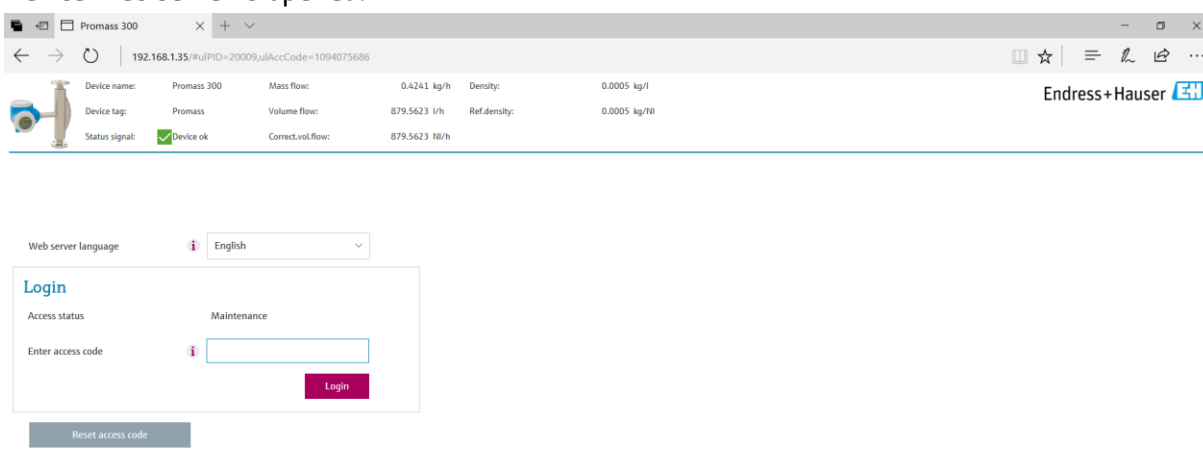 Promass 300
192.168.1.35/#ulPID=20009,ulAccCode=1094075686
Device name: Promass 300 Mass flow: 0.4241 kg/h Density: 0.0005 kg/l
Device tag: Promass Volume flow: 879.5623 l/h Ref.density: 0.0005 kg/Nl
Status signal: Device ok Correct.vol.flow: 879.5623 Nl/h
Endress+Hauser EH
Web server language i English
Login
Access status Maintenance
Enter access code i
Login
Reset access code